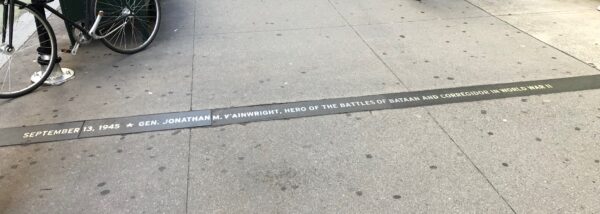 SEPTEMBER 13, 1945 ★ GEN. JONATHAN M. WAINWRIGHT, HERO OF THE BATTLES OF BATAAN AND CORREGIDOR IN WORLD WAR II